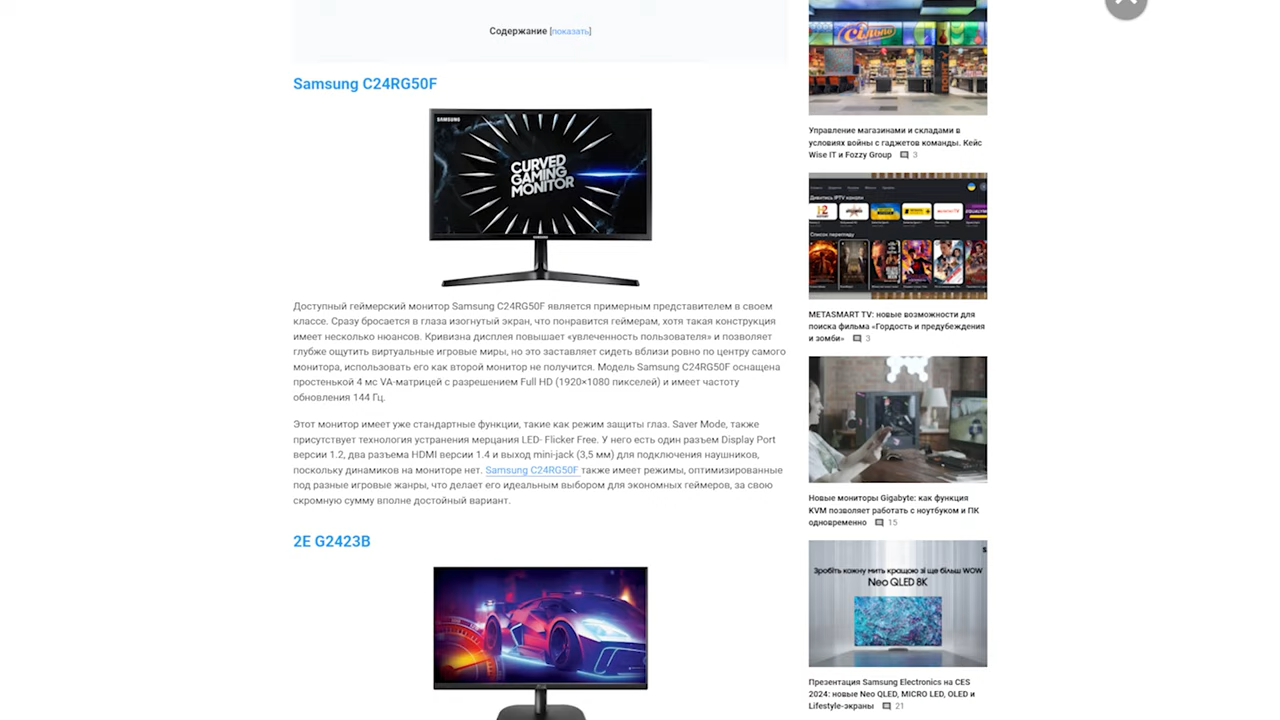 Содержание [показать]
Samsung C24RG50F
SAMSUNG
CURVED
GAMING
MONITOR
Доступный геймерский монитор Samsung C24RG50F является примерным представителем в своем
классе. Сразу бросается в глаза изогнутый экран, что понравится геймерам, хотя такая конструкция
имеет несколько нюансов. Кривизна дисплея повышает «увлеченность пользователя» и позволяет
глубже ощутить виртуальные игровые миры, но это заставляет сидеть вблизи ровно по центру самого
монитора, использовать его как второй монитор не получится. Модель Samsung C24RG50F оснащена
простенькой 4 мс VA-матрицей с разрешением Full HD (1920×1080 пикселей) и имеет частоту
обновления 144 Гц.
Этот монитор имеет уже стандартные функции, такие как режим защиты глаз. Saver Mode, также
присутствует технология устранения мерцания LED- Flicker Free. У него есть один разъем Display Port
версии 1.2, два разъема HDMI версии 1.4 и выход mini-jack (3,5 мм) для подключения наушников,
поскольку динамиков на мониторе нет. Samsung C24RG50F также имеет режимы, оптимизированные
под разные игровые жанры, что делает его идеальным выбором для экономных геймеров, за свою
скромную сумму вполне достойный вариант.
2E G2423B
Сільпо
Управление магазинами и складами в
условиях войны с гаджетов команды. Кейс
Wise IT и Fozzy Group 3
Дивитись IPTV канали
Список перегляду
METASMART TV: новые возможности для
поиска фильма «Гордость и предубеждения
и зомби» 3
Новые мониторы Gigabyte: как функция
KVM позволяет работать с ноутбуком и ПК
одновременно 15
Зробіть кожну мить кращою зі ще більш WOW
Neo QLED 8K
Презентация Samsung Electronics на CES
2024: новые Neo QLED, MICRO LED, OLED и
Lifestyle-экраны 21